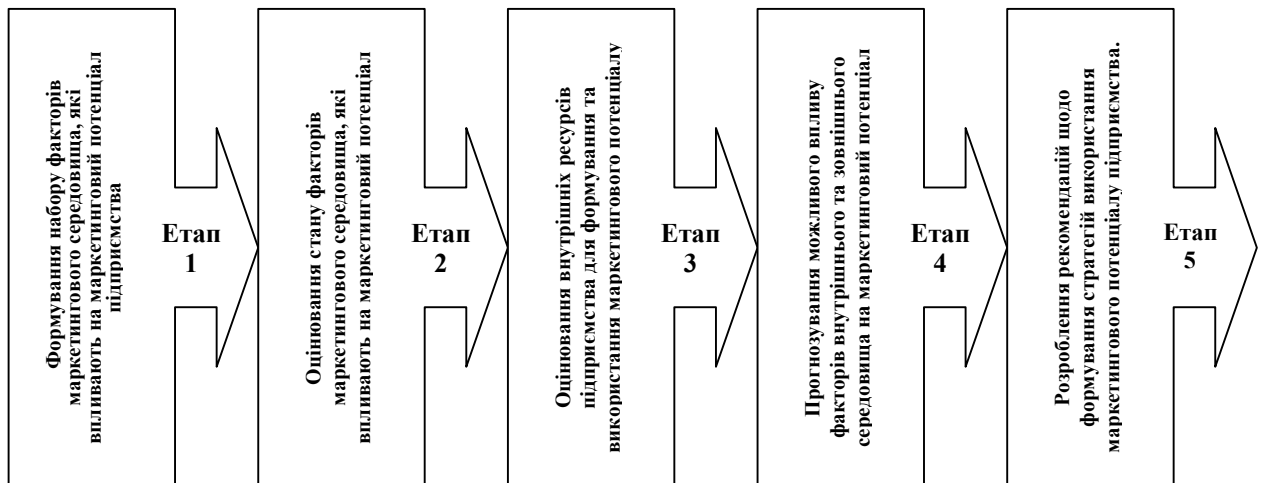 Формування набору факторів
маркетингового середовища, які
впливають на маркетинговий потенціал
підприємства
Етап
1
Оцінювання стану факторів
маркетингового середовища, які
впливають на маркетинговий потенціал
Етап
2
Оцінювання внутрішніх ресурсів
підприємства для формування та
використання маркетингового потенціалу
Етап
3
Прогнозування можливого впливу
факторів внутрішнього та зовнішнього
середовища на маркетинговий потенціал
Етап
4
Розроблення рекомендацій щодо
формування стратегій використання
маркетингового потенціалу підприємства.
Етап
5